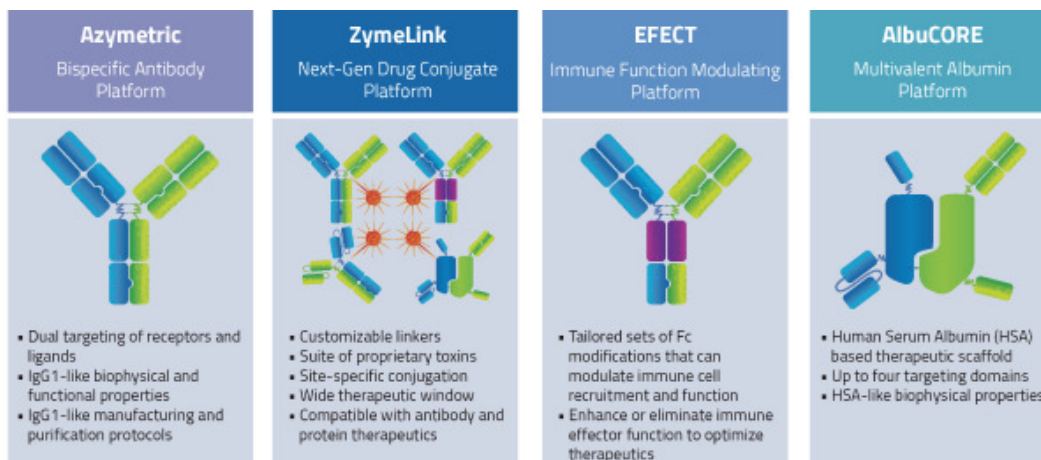 Azymetric
Bispecific Antibody
Platform
▪ Dual targeting of receptors and
ligands
▪ IgG1-like biophysical and
functional properties
▪ IgG1-like manufacturing and
purification protocols
ZymeLink
Next-Gen Drug Conjugate
Platform
▪ Customizable linkers
▪ Suite of proprietary toxins
▪ Site-specific conjugation
▪ Wide therapeutic window
▪ Compatible with antibody and
protein therapeutics
EFECT
Immune Function Modulating
Platform
▪ Tailored sets of Fc
modifications that can
modulate immune cell
recruitment and function
▪ Enhance or eliminate immune
effector function to optimize
therapeutics
AlbuCORE
Multivalent Albumin
Platform
▪ Human Serum Albumin (HSA)
based therapeutic scaffold
▪ Up to four targeting domains
▪ HSA-like biophysical properties